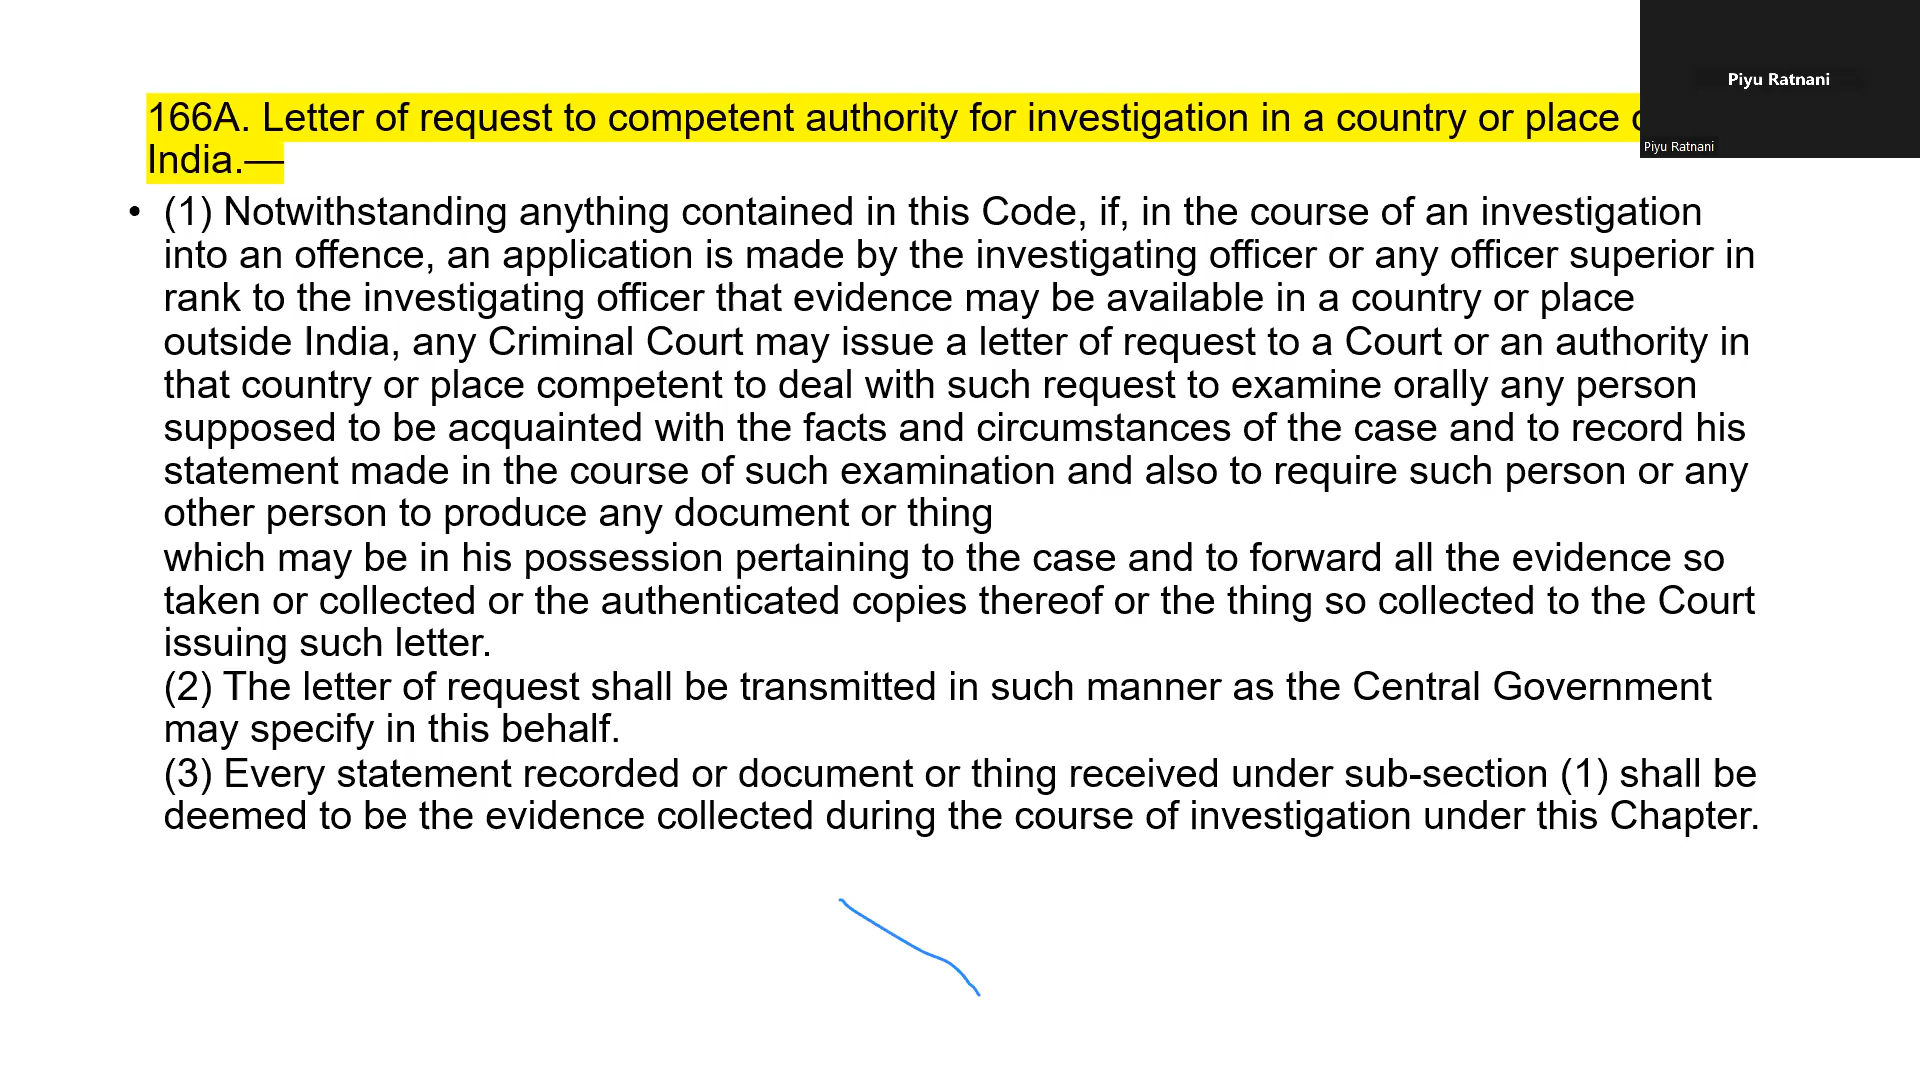 Piyu Ratnani
Piyu Ratnani
166A. Letter of request to competent authority for investigation in a country or place
India.—
• (1) Notwithstanding anything contained in this Code, if, in the course of an investigation
into an offence, an application is made by the investigating officer or any officer superior in
rank to the investigating officer that evidence may be available in a country or place
outside India, any Criminal Court may issue a letter of request to a Court or an authority in
that country or place competent to deal with such request to examine orally any person
supposed to be acquainted with the facts and circumstances of the case and to record his
statement made in the course of such examination and also to require such person or any
other person to produce any document or thing
which may be in his possession pertaining to the case and to forward all the evidence so
taken or collected or the authenticated copies thereof or the thing so collected to the Court
issuing such letter.
(2) The letter of request shall be transmitted in such manner as the Central Government
may specify in this behalf.
(3) Every statement recorded or document or thing received under sub-section (1) shall be
deemed to be the evidence collected during the course of investigation under this Chapter.